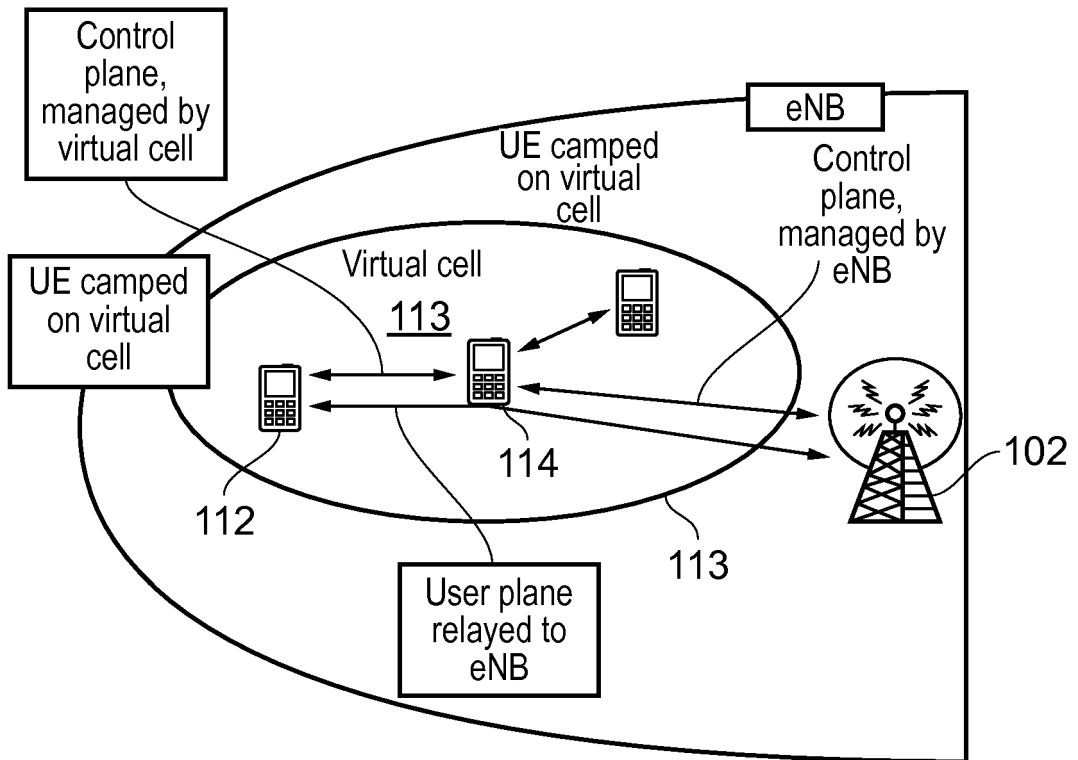 Control
plane,
managed by
virtual cell
eNB
UE camped
on virtual
cell
Control
plane,
managed by
eNB
UE camped
on virtual
cell
Virtual cell
113
112
114
102
113
User plane
relayed to
eNB